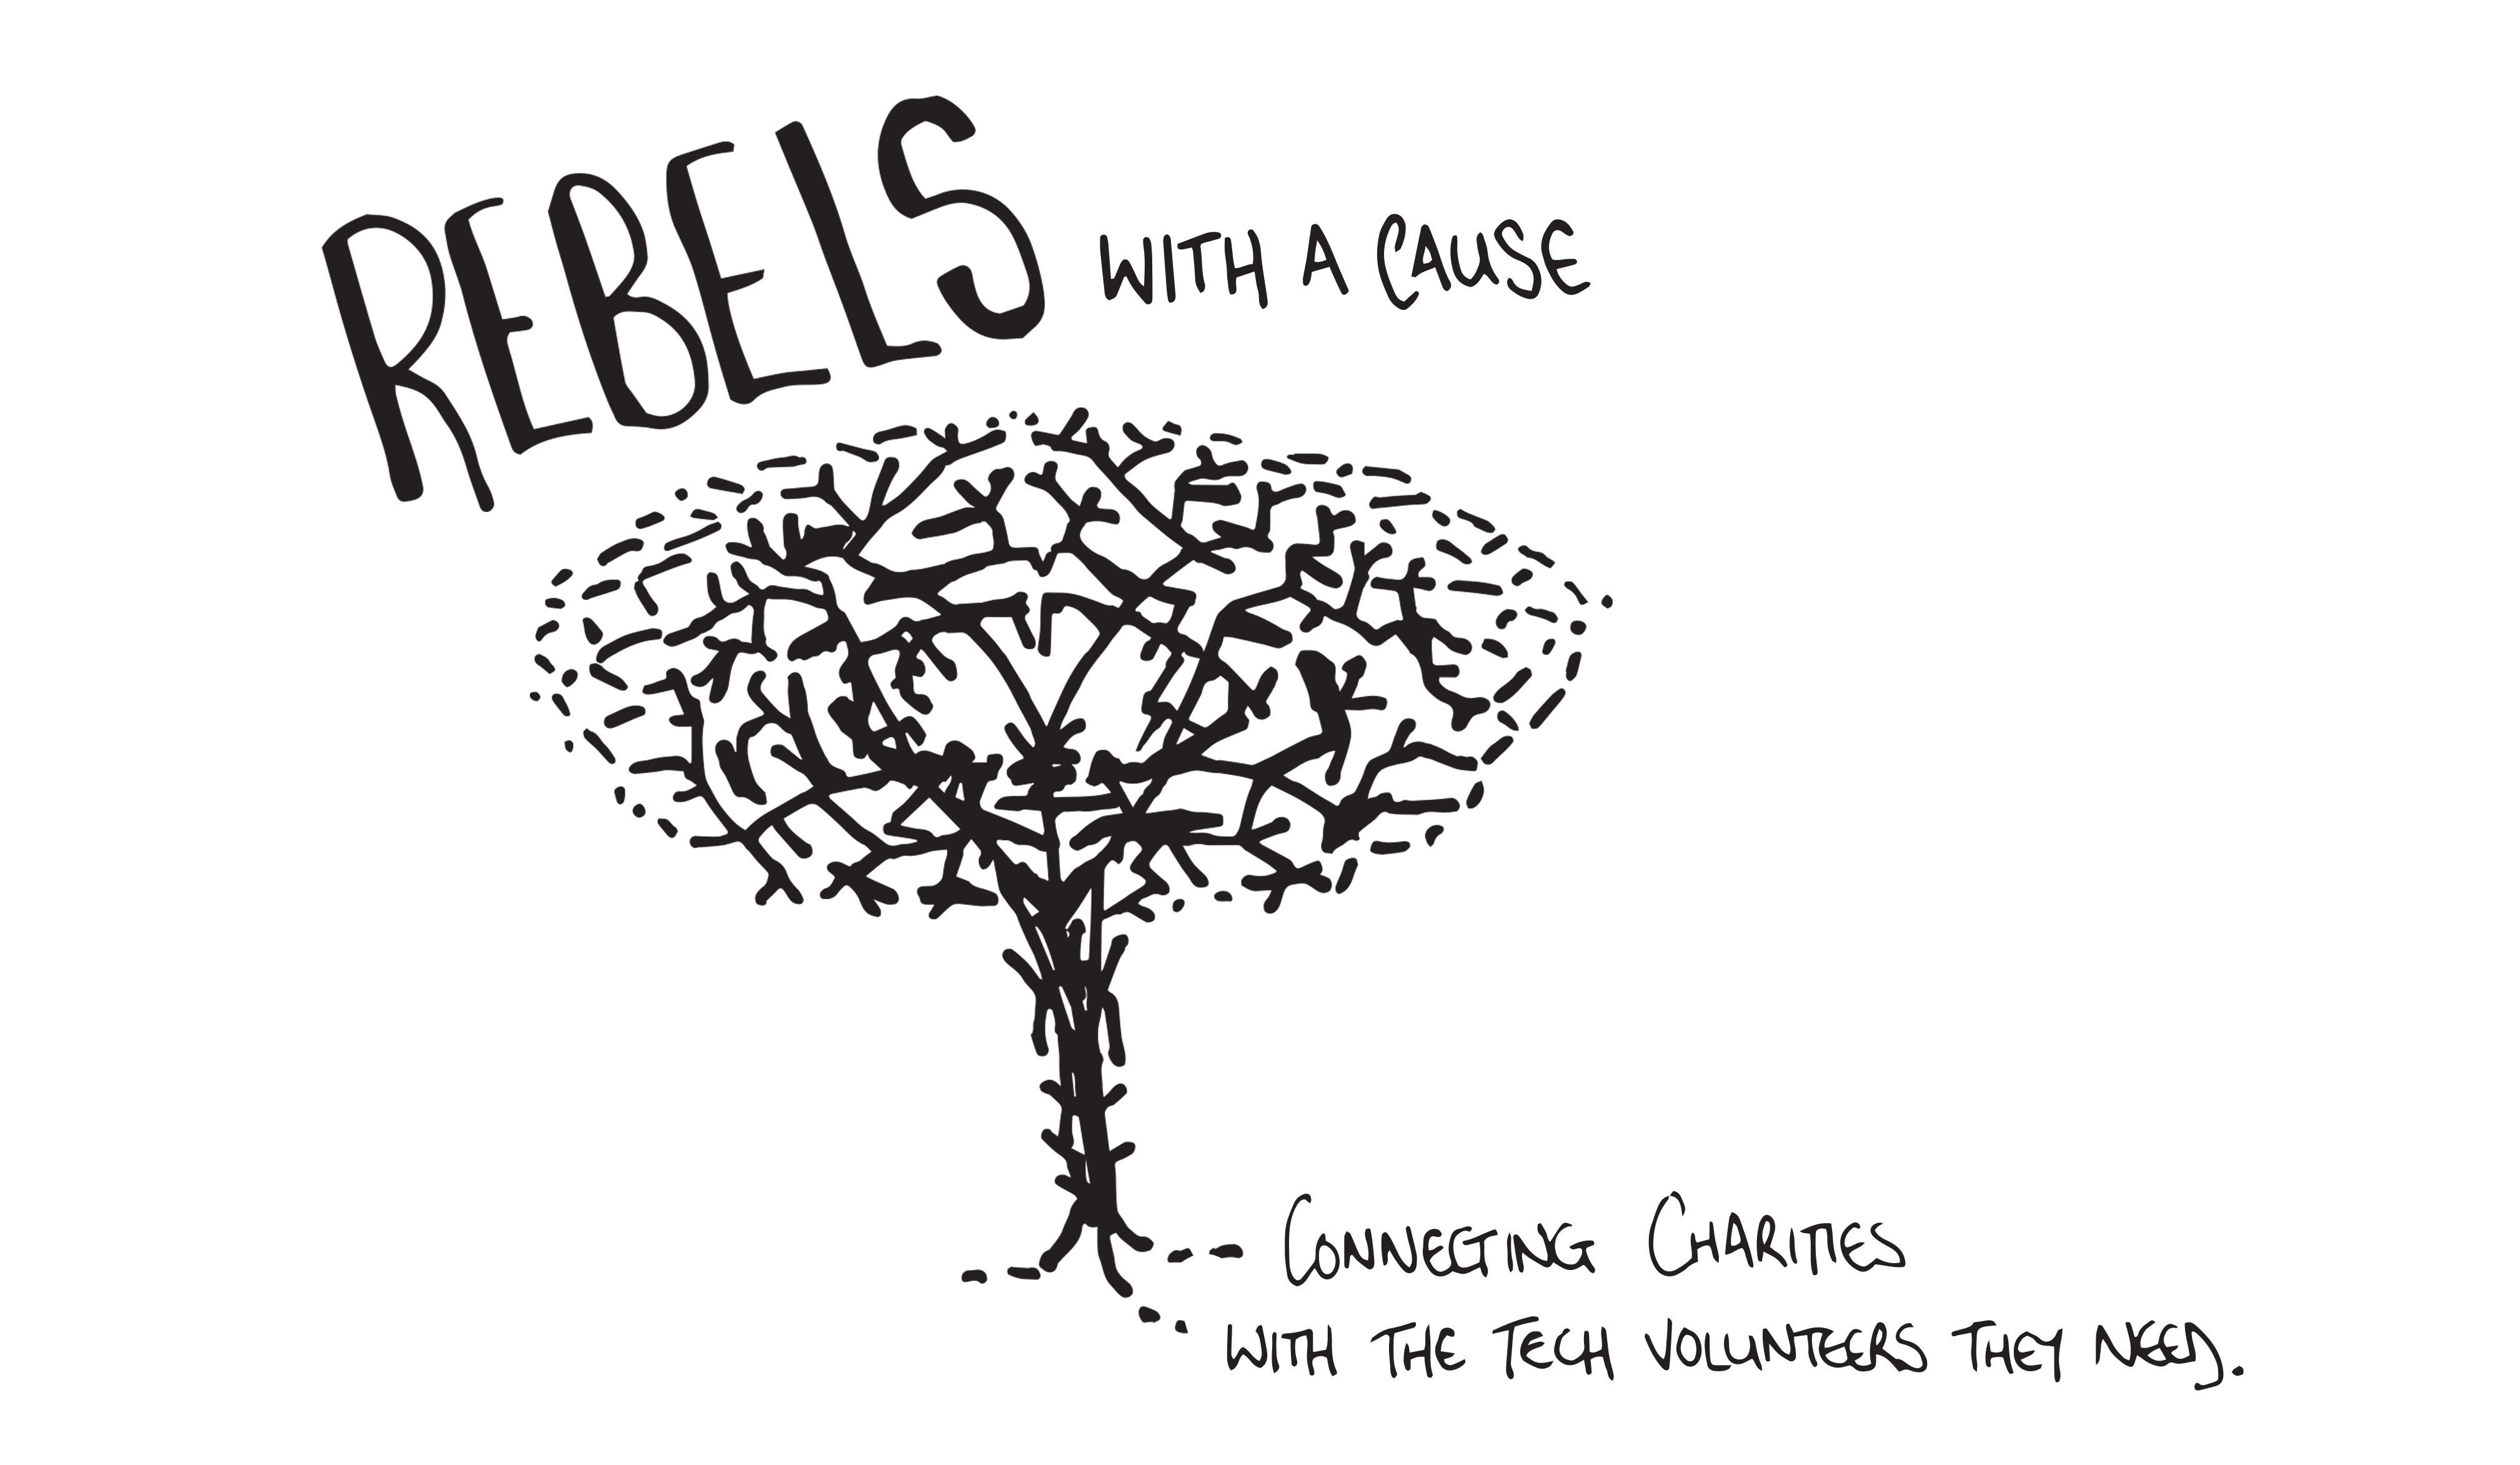 REBELS WITH A CAUSE
CONNECTING CHARITIES
WITH THE TECH VOLUNTEERS THEY NEED.